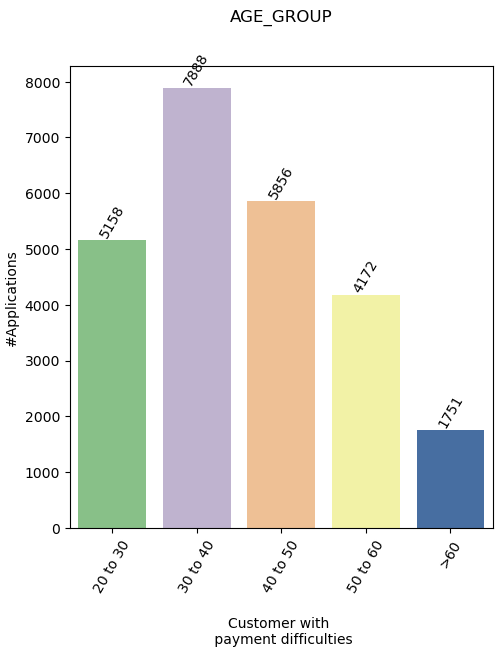 AGE_GROUP
#Applications
8000
7000
6000
5000
4000
3000
2000
1000
0
5158
7888
5856
4172
1751
20 to 30
30 to 40
40 to 50
50 to 60
>60
Customer with
payment difficulties